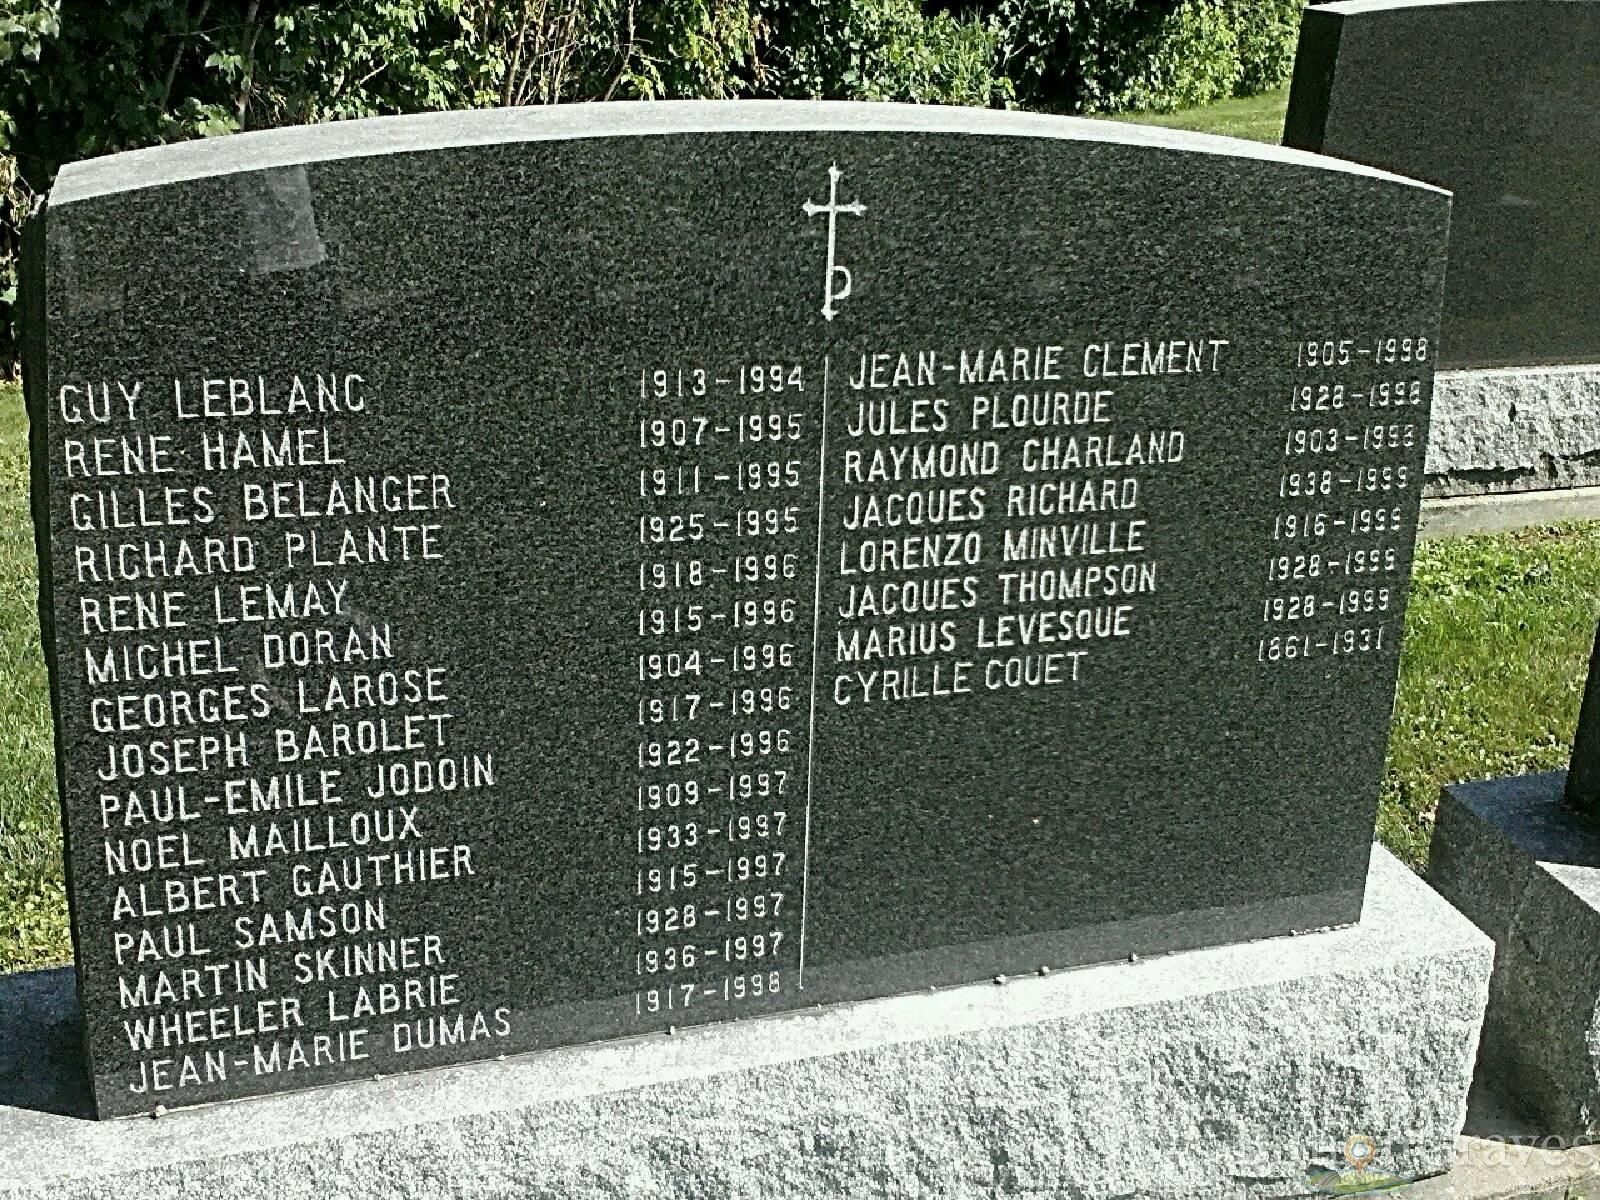 GUY LEBLANC 1913-1994
RENE HAMEL 1907-1995
GILLES BELANGER 1911-1995
RICHARD PLANTE 1925-1995
RENE LEMAY 1918-1996
MICHEL DORAN 1915-1996
GEORGES LAROSE 1904-1996
JOSEPH BAROLET 1917-1996
PAUL-EMILE JODOIN 1922-1996
NOEL MAILLOUX 1909-1997
ALBERT GAUTHIER 1933-1997
PAUL SAMSON 1915-1997
MARTIN SKINNER 1928-1997
WHEELER LABRIE 1936-1997
JEAN-MARIE DUMAS 1917-1998
JEAN-MARIE CLEMENT 1905-1998
JULES PLOURDE 1928-1998
RAYMOND CHARLAND 1903-1998
JACQUES RICHARD 1938-1999
LORENZO MINVILLE 1916-1999
JACQUES THOMPSON 1928-1999
MARIUS LEVESQUE 1928-1999
CYRILLE COUET 1861-1931